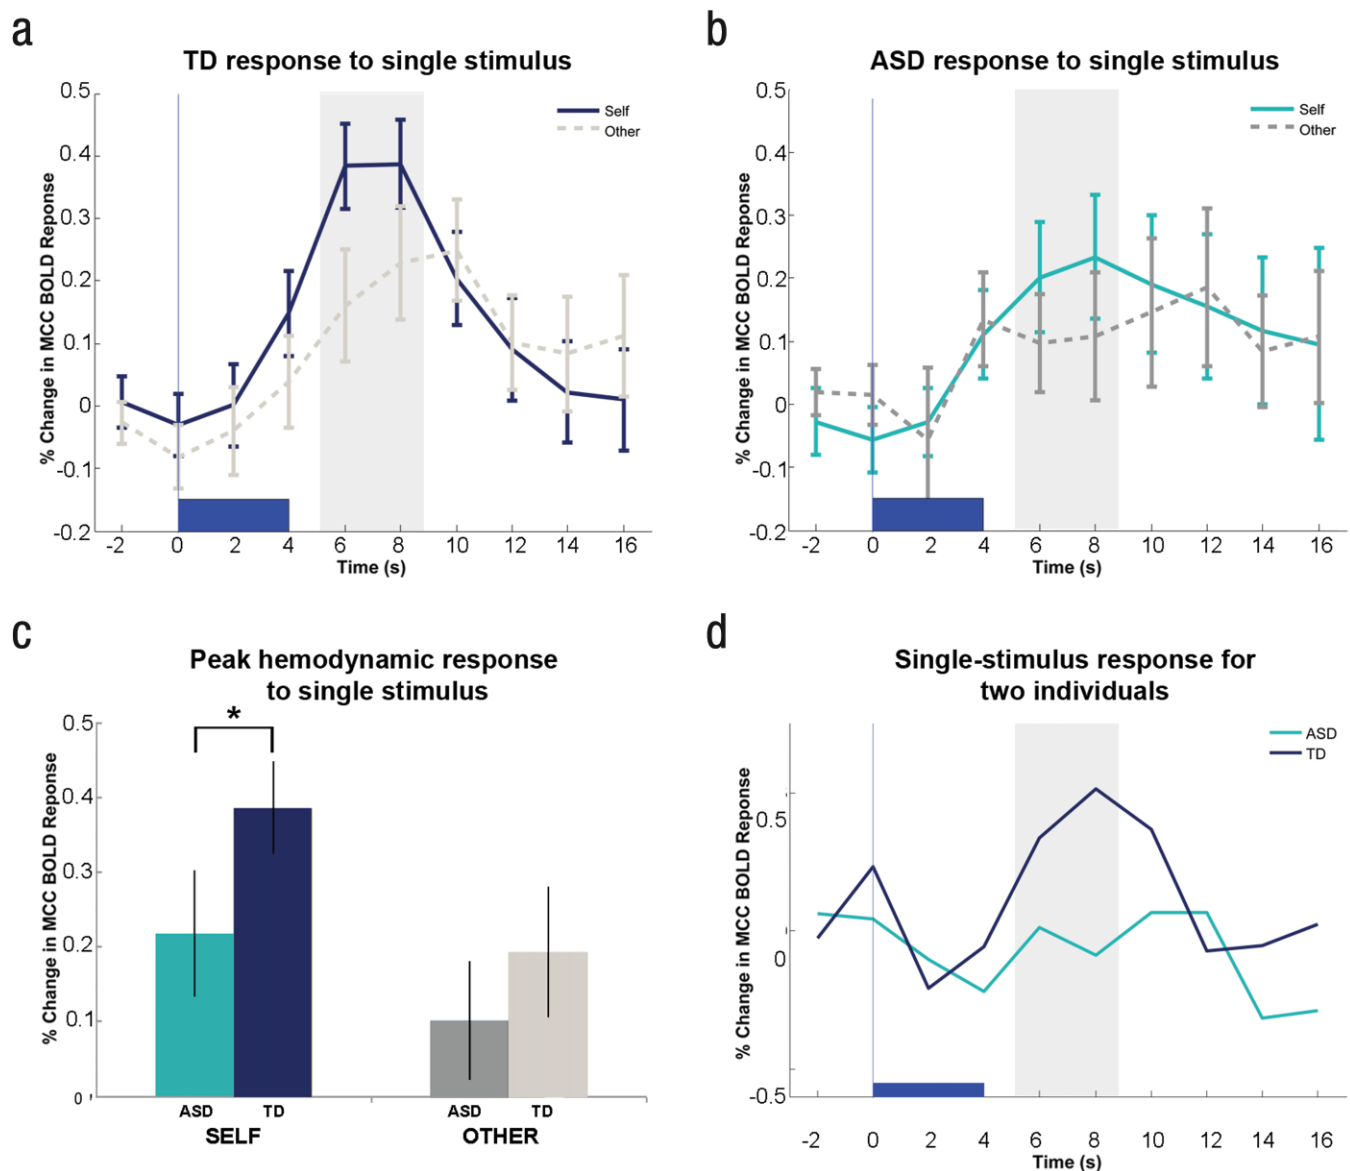 a
TD response to single stimulus
% Change in MCC BOLD Reponse
0.5
0.4
0.3
0.2
0.1
0
-0.1
-0.2
Self
Other
-2 0 2 4 6 8 10 12 14 16
Time (s)
b
ASD response to single stimulus
% Change in MCC BOLD Reponse
0.5
0.4
0.3
0.2
0.1
0
-0.1
-0.2
Self
Other
-2 0 2 4 6 8 10 12 14 16
Time (s)
c
Peak hemodynamic response
to single stimulus
% Change in MCC BOLD Reponse
0.5
0.4
0.3
0.2
0.1
0
*
ASD TD ASD TD
SELF OTHER
d
Single-stimulus response for
two individuals
% Change in MCC BOLD Reponse
0.5
0
-0.5
ASD
TD
-2 0 2 4 6 8 10 12 14 16
Time (s)